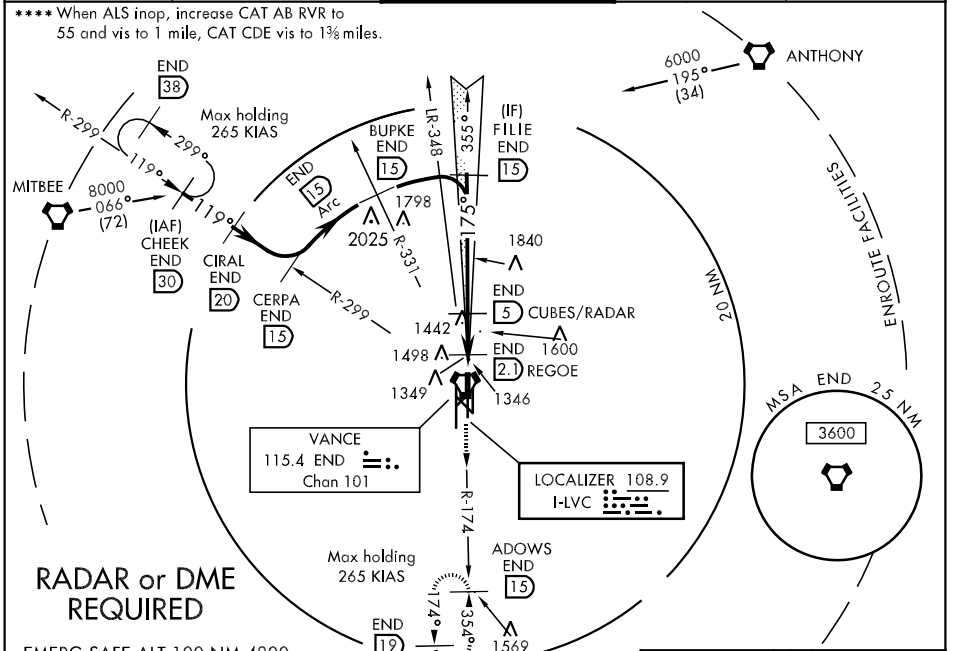 **** When ALS inop, increase CAT AB RVR to
55 and vis to 1 mile, CAT CDE vis to 1⅜ miles.
END
38
Max holding
265 KIAS
R-299
299°
119°
MITBEE
8000
066°
(72)
(IAF)
CHEEK
END
30
119°
CIRAL
END
20
CERPA
END
15
R-299
END
15
Arc
BUPKE
END
15
1798
2025
R-331
LR-348
355°
(IF)
FILIE
END
15
175°
6000
195°
(34)
ANTHONY
ENROUTE FACILITIES
20 NM
1840
END
5
CUBES/RADAR
1442
1600
1498
END
2.1
REGOE
1349
1346
VANCE
115.4 END
Chan 101
LOCALIZER 108.9
I-LVC
MSA END 25 NM
3600
R-174
Max holding
265 KIAS
ADOWS
END
15
174°
354°
END
19
1569
RADAR or DME
REQUIRED
EMERG SAFE ALT 100 NM 4800